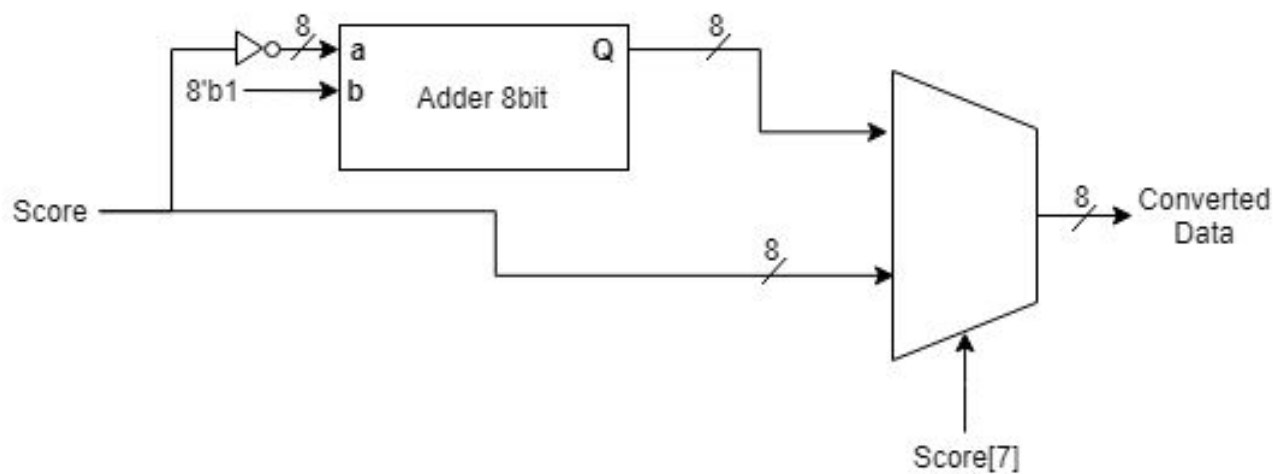 8
8
a
Q
8'b1
b
Adder 8bit
Score
8
8
Converted
Data
Score[7]